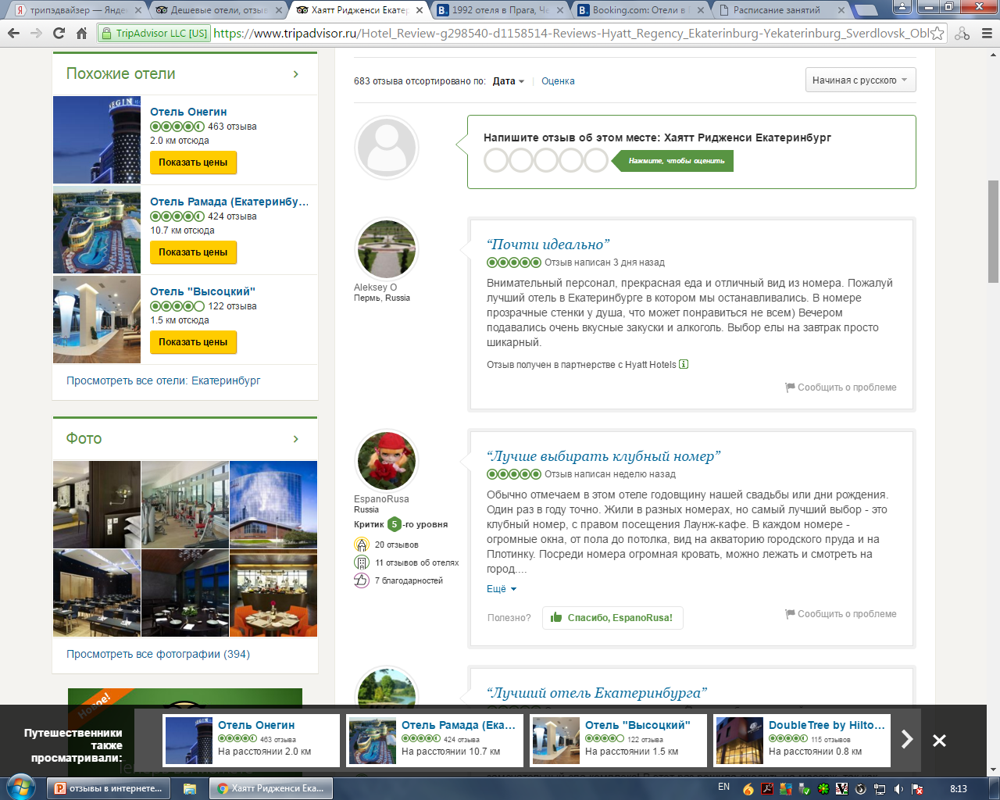 трипэдвайзер — Янде
Дешевые отели, отзыв
Хаятт Ридженси Екатер
1992 отеля в Прага, Че
Booking.com: Отели в
Расписание занятий
TripAdvisor LLC [US]
https://www.tripadvisor.ru/Hotel_Review-g298540-d1158514-Reviews-Hyatt_Regency_Ekaterinburg-Yekaterinburg_Sverdlovsk_Obl
Похожие отели
Отель Онегин
463 отзыва
2.0 км отсюда
Показать цены
Отель Рамада (Екатеринбу...
424 отзыва
10.7 км отсюда
Показать цены
Отель "Высоцкий"
122 отзыва
1.5 км отсюда
Показать цены
Просмотреть все отели: Екатеринбург
Фото
Просмотреть все фотографии (394)
Новое!
683 отзыва отсортировано по: Дата | Оценка
Начиная с русского
Напишите отзыв об этом месте: Хаятт Ридженси Екатеринбург
Нажмите, чтобы оценить
Aleksey O
Пермь, Russia
“Почти идеально”
Отзыв написан 3 дня назад
Внимательный персонал, прекрасная еда и отличный вид из номера. Пожалуй
лучший отель в Екатеринбурге в котором мы останавливались. В номере
прозрачные стенки у душа, что может понравиться не всем) Вечером
подавались очень вкусные закуски и алкоголь. Выбор елы на завтрак просто
шикарный.
Отзыв получен в партнерстве с Hyatt Hotels
Сообщить о проблеме
EspanoRusa
Russia
Критик 5-го уровня
20 отзывов
11 отзывов об отелях
7 благодарностей
“Лучше выбирать клубный номер”
Отзыв написан неделю назад
Обычно отмечаем в этом отеле годовщину нашей свадьбы или дни рождения.
Один раз в году точно. Жили в разных номерах, но самый лучший выбор - это
клубный номер, с правом посещения Лаунж-кафе. В каждом номере -
огромные окна, от пола до потолка, вид на акваторию городского пруда и на
Плотинку. Посреди номера огромная кровать, можно лежать и смотреть на
город....
Ещё
Полезно?
Спасибо, EspanoRusa!
Сообщить о проблеме
“Лучший отель Екатеринбурга”
Путешественники
также
просматривали:
Отель Онегин
463 отзыва
На расстоянии 2.0 км
Отель Рамада (Ека...
424 отзыва
На расстоянии 10.7 км
Отель "Высоцкий"
122 отзыва
На расстоянии 1.5 км
DoubleTree by Hilto...
115 отзывов
На расстоянии 0.8 км
отзывы в интернете...
Хаятт Ридженси Ека...
EN
8:13